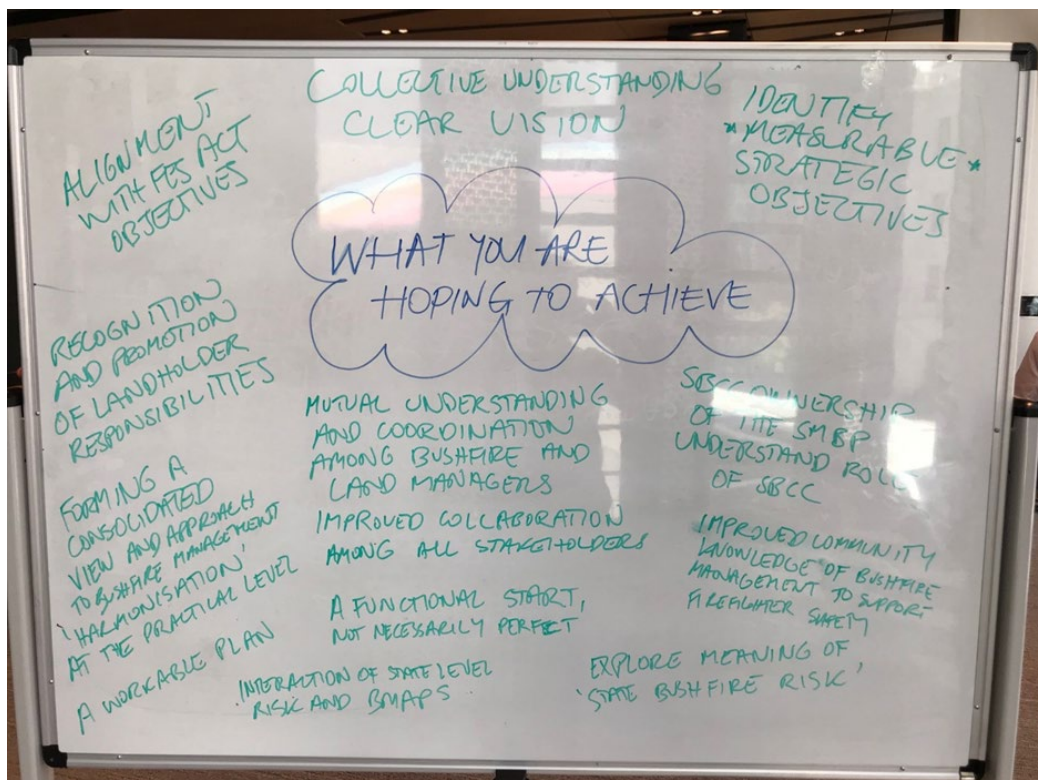 COLLECTIVE UNDERSTANDING
CLEAR VISION
ALIGNMENT
WITH FES ACT
OBJECTIVES
IDENTIFY
*MEASURABLE*
STRATEGIC
OBJECTIVES
WHAT YOU ARE
HOPING TO ACHIEVE
RECOGNITION
AND PROMOTION
OF LANDHOLDER
RESPONSIBILITIES
FORMING A
CONSOLIDATED
VIEW AND APPROACH
TO BUSHFIRE MANAGEMENT
'HARMONISATION'
AT THE PRACTICAL LEVEL
A WORKABLE PLAN
MUTUAL UNDERSTANDING
AND COORDINATION
AMONG BUSHFIRE AND
LAND MANAGERS
IMPROVED COLLABORATION
AMONG ALL STAKEHOLDERS
A FUNCTIONAL START,
NOT NECESSARILY PERFECT
INTERACTION OF STATE LEVEL
RISK AND BMAPS
SBCC OWNERSHIP
OF THE SMBP
UNDERSTAND ROLE
OF SBCC
IMPROVED COMMUNITY
KNOWLEDGE OF BUSHFIRE
MANAGEMENT TO SUPPORT
FIREFIGHTER SAFETY
EXPLORE MEANING OF
'STATE BUSHFIRE RISK'